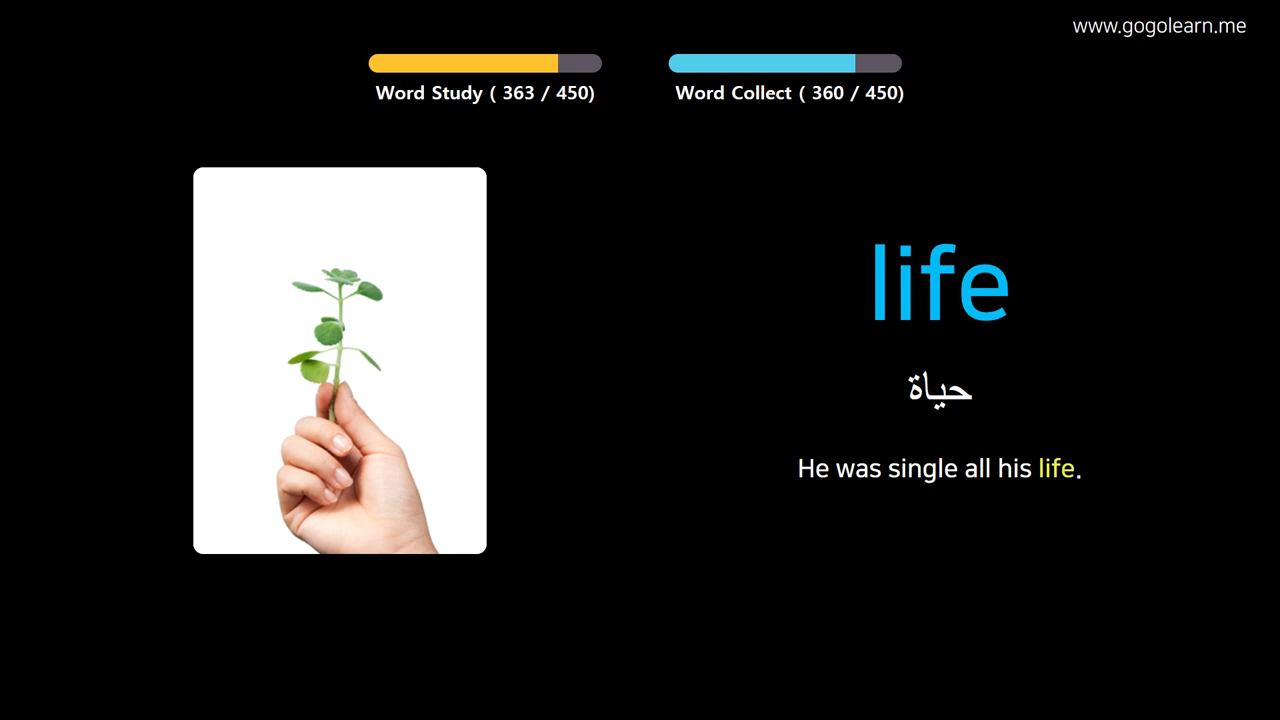 www.gogolearn.me
Word Study ( 363 / 450)
Word Collect ( 360 / 450)
life
حياة
He was single all his life.